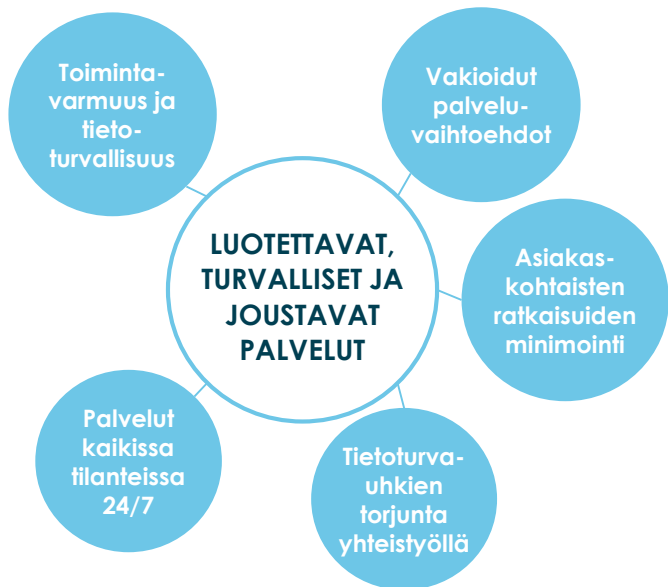 Toiminta-
varmuus ja
tieto-
turvallisuus
Vakioidut
palvelu-
vaihtoehdot
LUOTETTAVAT,
TURVALLISET JA
JOUSTAVAT
PALVELUT
Asiakas-
kohtaisten
ratkaisuiden
minimointi
Palvelut
kaikissa
tilanteissa
24/7
Tietoturva-
uhkien
torjunta
yhteistyöllä